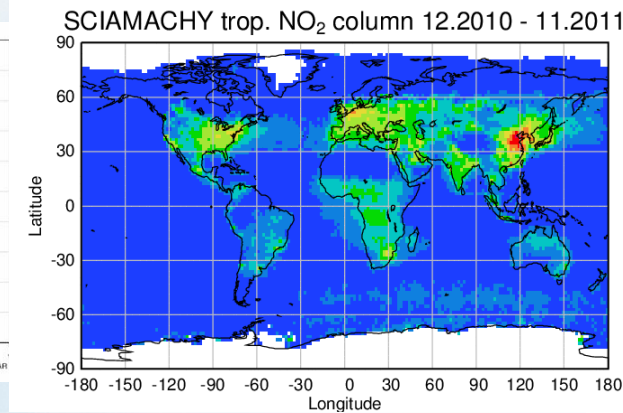 SCIAMACHY trop. NO₂ column 12.2010 - 11.2011
90
60
30
0
-30
-60
-90
Latitude
-180 -150 -120 -90 -60 -30 0 30 60 90 120 150 180
Longitude
AR